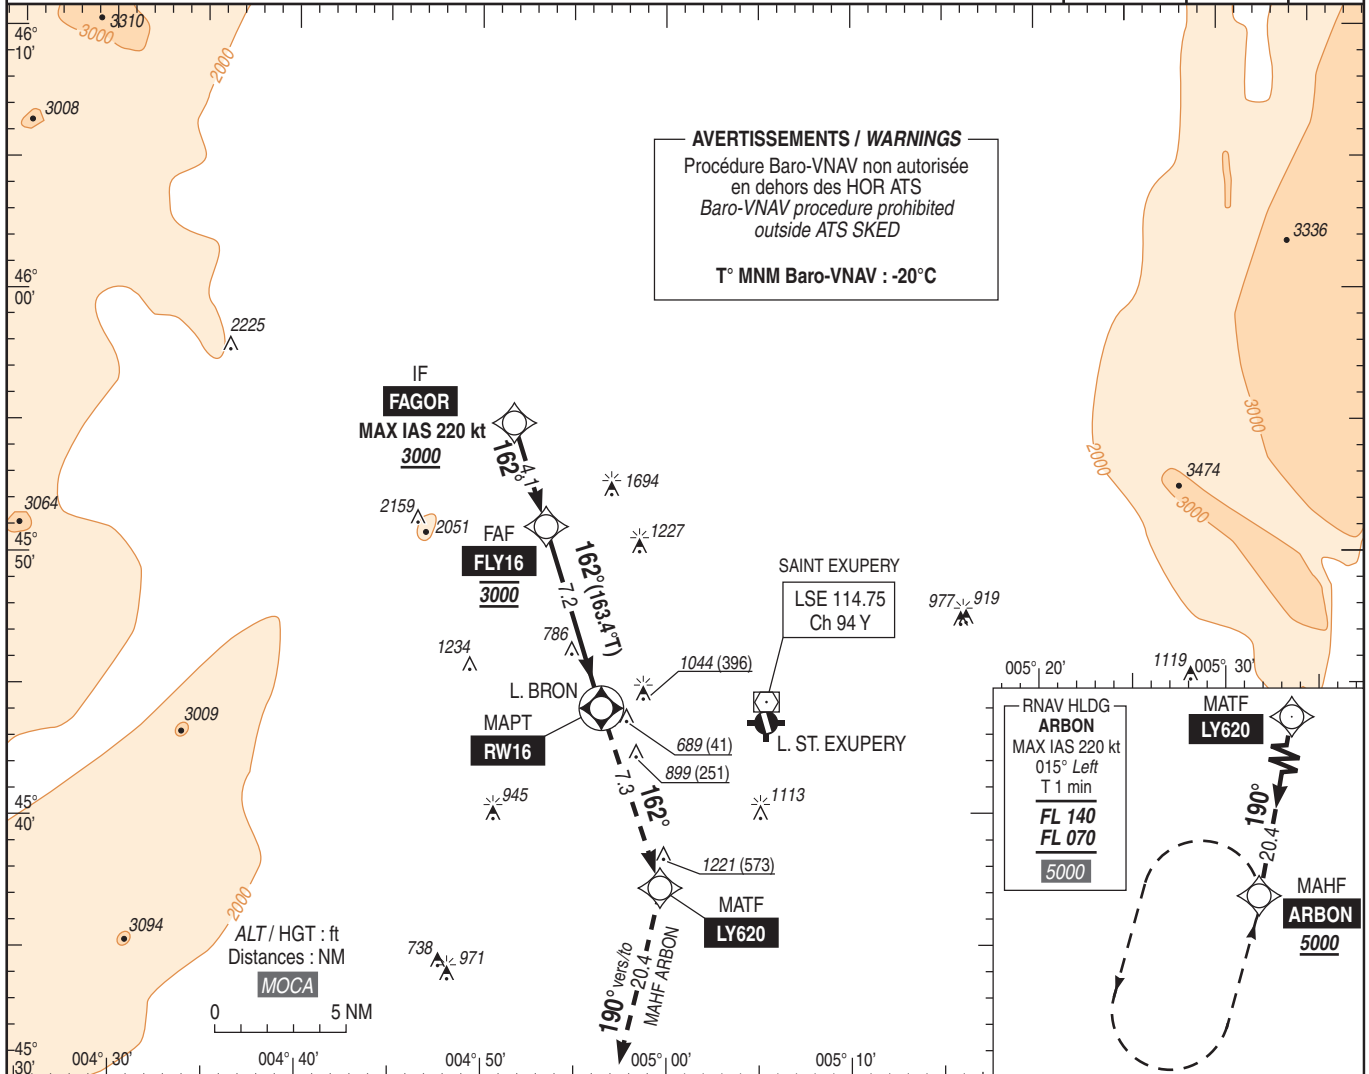 46°
10'
3310
3000
2000
3008
AVERTISSEMENTS / WARNINGS
Procédure Baro-VNAV non autorisée
en dehors des HOR ATS
Baro-VNAV procedure prohibited
outside ATS SKED
T° MNM Baro-VNAV : -20°C
3336
46°
00'
2225
IF
FAGOR
MAX IAS 220 kt
3000
162°
4.1
1694
3000
2000
3474
3000
3064
2159
2051
1227
FAF
FLY16
3000
162° (163.4°T)
7.2
45°
50'
SAINT EXUPERY
LSE 114.75
Ch 94 Y
977
919
786
1234
1044 (396)
1119
005° 20'
005° 30'
L. BRON
MAPT
RW16
689 (41)
899 (251)
L. ST. EXUPERY
3009
RNAV HLDG
ARBON
MAX IAS 220 kt
015° Left
T 1 min
FL 140
FL 070
5000
MATF
LY620
190°
20.4
MAHF
ARBON
5000
945
7.3
162°
1113
45°
40'
1221 (573)
MATF
LY620
2000
3094
ALT / HGT : ft
Distances : NM
MOCA
0 5 NM
738
971
190° vers/to
20.4
MAHF ARBON
45°
30'
004° 30'
004° 40'
004° 50'
005° 00'
005° 10'